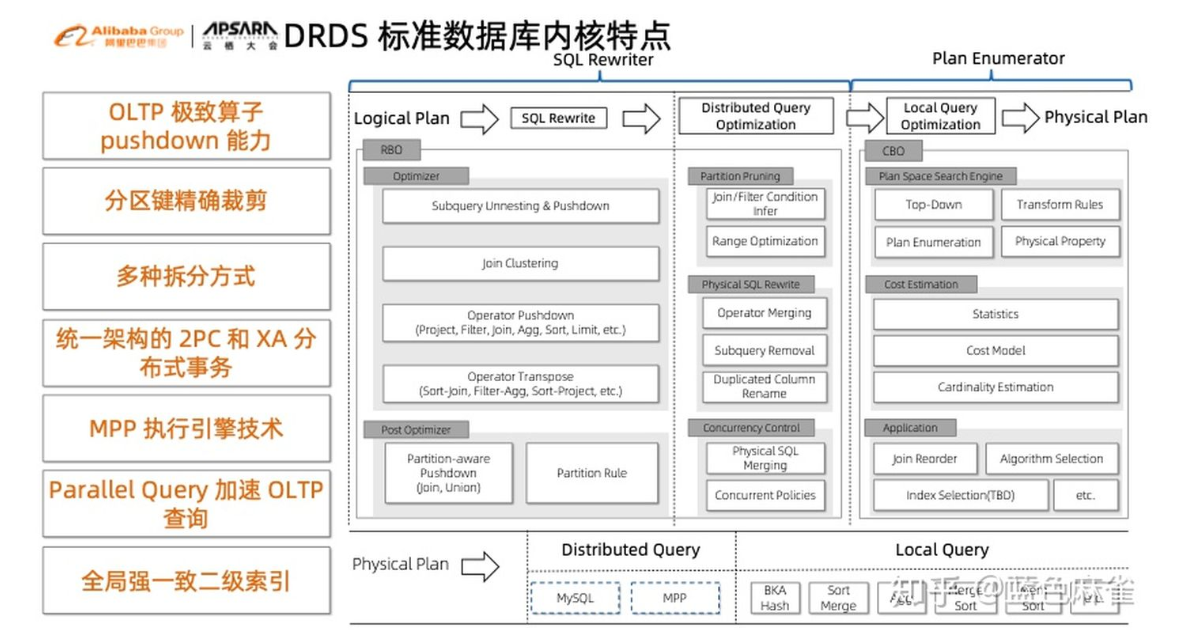 Alibaba Group
阿里巴巴集团
APSARA
云栖大会
DRDS 标准数据库内核特点
OLTP 极致算子
pushdown 能力
分区键精确裁剪
多种拆分方式
统一架构的 2PC 和 XA 分
布式事务
MPP 执行引擎技术
Parallel Query 加速 OLTP
查询
全局强一致二级索引
SQL Rewriter
Plan Enumerator
Logical Plan
SQL Rewrite
Distributed Query
Optimization
Local Query
Optimization
Physical Plan
RBO
Optimizer
Subquery Unnesting & Pushdown
Join Clustering
Operator Pushdown
(Project, Filter, Join, Agg, Sort, Limit, etc.)
Operator Transpose
(Sort-Join, Filter-Agg, Sort-Project, etc.)
Post Optimizer
Partition-aware
Pushdown
(Join, Union)
Partition Rule
Partition Pruning
Join/Filter Condition
Infer
Range Optimization
Physical SQL Rewrite
Operator Merging
Subquery Removal
Duplicated Column
Rename
Concurrency Control
Physical SQL
Merging
Concurrent Policies
CBO
Plan Space Search Engine
Top-Down
Transform Rules
Plan Enumeration
Physical Property
Cost Estimation
Statistics
Cost Model
Cardinality Estimation
Application
Join Reorder
Algorithm Selection
Index Selection(TBD)
etc.
Physical Plan
Distributed Query
MySQL
MPP
Local Query
BKA
Hash
Sort
Merge
Agg
Merge
Sort
Sort
知乎 @蓝色麻雀